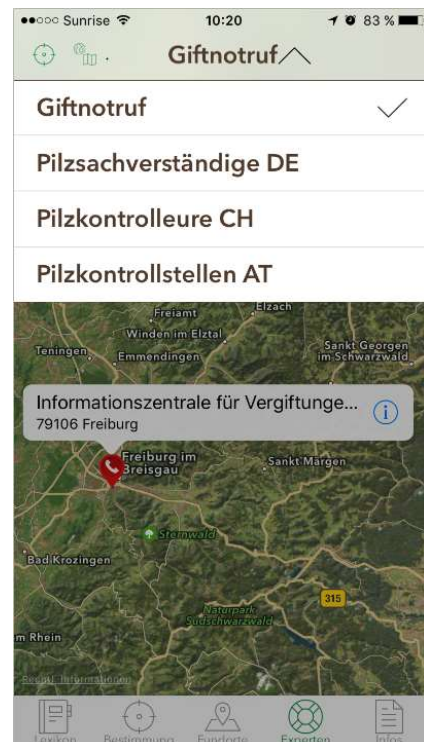 Sunrise 10:20 83 %
Giftnotruf
Giftnotruf
Pilzsachverständige DE
Pilzkontrolleure CH
Pilzkontrollstellen AT
Freiamt
Elzach
Winden im Elztal
Teningen
Emmendingen
Sankt Georgen
im Schwarzwald
Informationszentrale für Vergiftunge...
79106 Freiburg
Freiburg im
Breisgau
Sankt Märgen
Sternwald
Bad Krozingen
315
Naturpark
Südschwarzwald
m Rhein
Rechtl. Informationen
Lexikon Bestimmung Fundorte Experten Infos